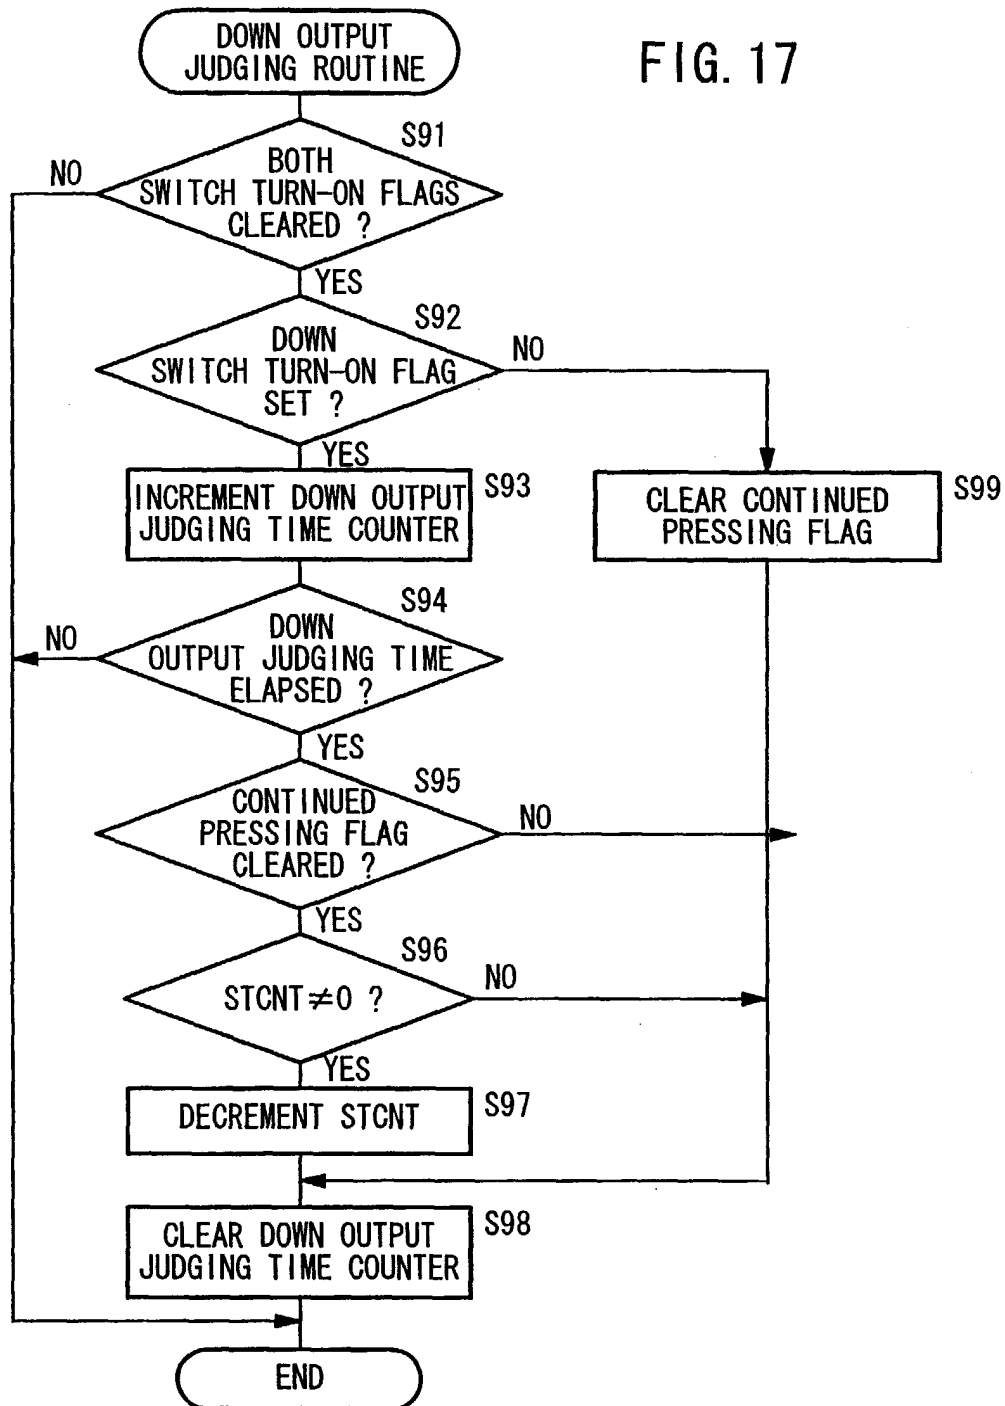 DOWN OUTPUT
JUDGING ROUTINE
FIG. 17
S91
BOTH
SWITCH TURN-ON FLAGS
CLEARED ?
NO
YES
S92
DOWN
SWITCH TURN-ON FLAG
SET ?
NO
YES
INCREMENT DOWN OUTPUT
JUDGING TIME COUNTER
S93
CLEAR CONTINUED
PRESSING FLAG
S99
S94
DOWN
OUTPUT JUDGING TIME
ELAPSED ?
NO
YES
S95
CONTINUED
PRESSING FLAG
CLEARED ?
NO
YES
S96
STCNT≠0 ?
NO
YES
DECREMENT STCNT
S97
CLEAR DOWN OUTPUT
JUDGING TIME COUNTER
S98
END